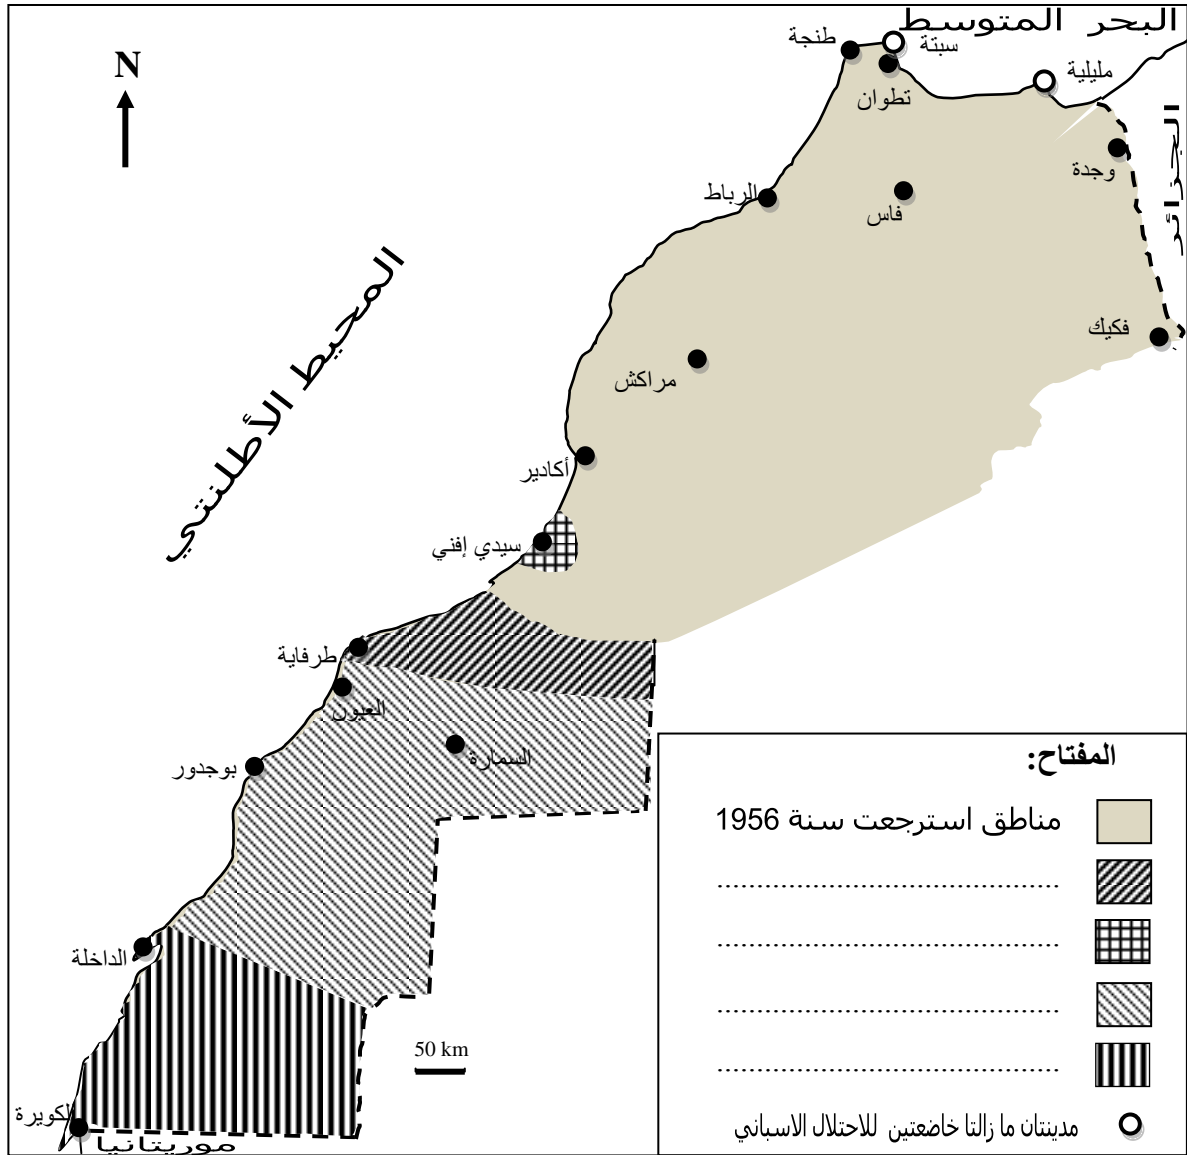 البحر المتوسط
طنجة
سبتة
تطوان
مليلية
N
الجزائر
وجدة
الرباط
فاس
فكيك
المحيط الأطلنتي
مراكش
أكادير
سيدي إفني
طرفاية
العيون
السمارة
بوجدور
الداخلة
50 km
لكويرة
موريتانيا
المفتاح:
مناطق استرجعت سنة 1956
................................................
................................................
................................................
................................................
مدينتان ما زالتا خاضعتين للاحتلال الاسباني